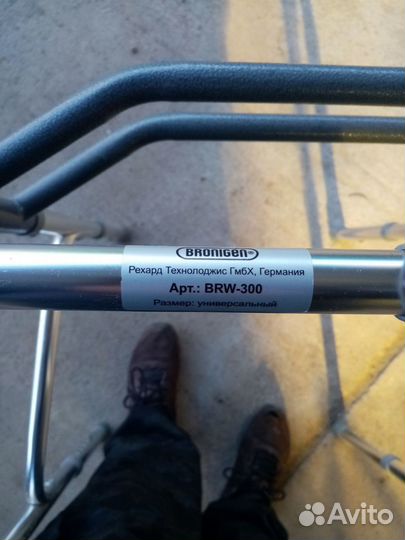 BRONIGEN®
Рехард Технолоджис ГмбХ, Германия
Арт.: BRW-300
Размер: универсальный
Avito